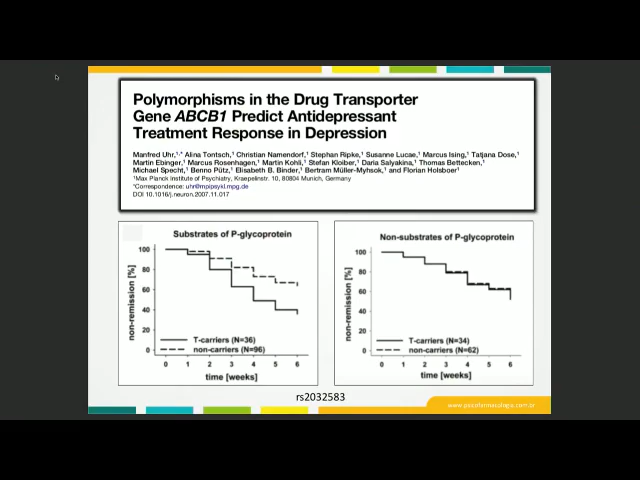 Polymorphisms in the Drug Transporter
Gene ABCB1 Predict Antidepressant
Treatment Response in Depression
Manfred Uhr,¹,* Alina Tontsch,¹ Christian Namendorf,¹ Stephan Ripke,¹ Susanne Lucae,¹ Marcus Ising,¹ Tatjana Dose,¹
Martin Ebinger,¹ Marcus Rosenhagen,¹ Martin Kohli,¹ Stefan Kloiber,¹ Daria Salyakina,¹ Thomas Bettecken,¹
Michael Specht,¹ Benno Pütz,¹ Elisabeth B. Binder,¹ Bertram Müller-Myhsok,¹ and Florian Holsboer¹
¹Max Planck Institute of Psychiatry, Kraepelinstr. 10, 80804 Munich, Germany
*Correspondence: uhr@mpipsykl.mpg.de
DOI 10.1016/j.neuron.2007.11.017
Substrates of P-glycoprotein
non-remission [%]
100
80
60
40
20
0
T-carriers (N=36)
non-carriers (N=96)
0 1 2 3 4 5 6
time [weeks]
Non-substrates of P-glycoprotein
non-remission [%]
100
80
60
40
20
0
T-carriers (N=34)
non-carriers (N=62)
0 1 2 3 4 5 6
time [weeks]
rs2032583
www.psicofarmacologia.com.br